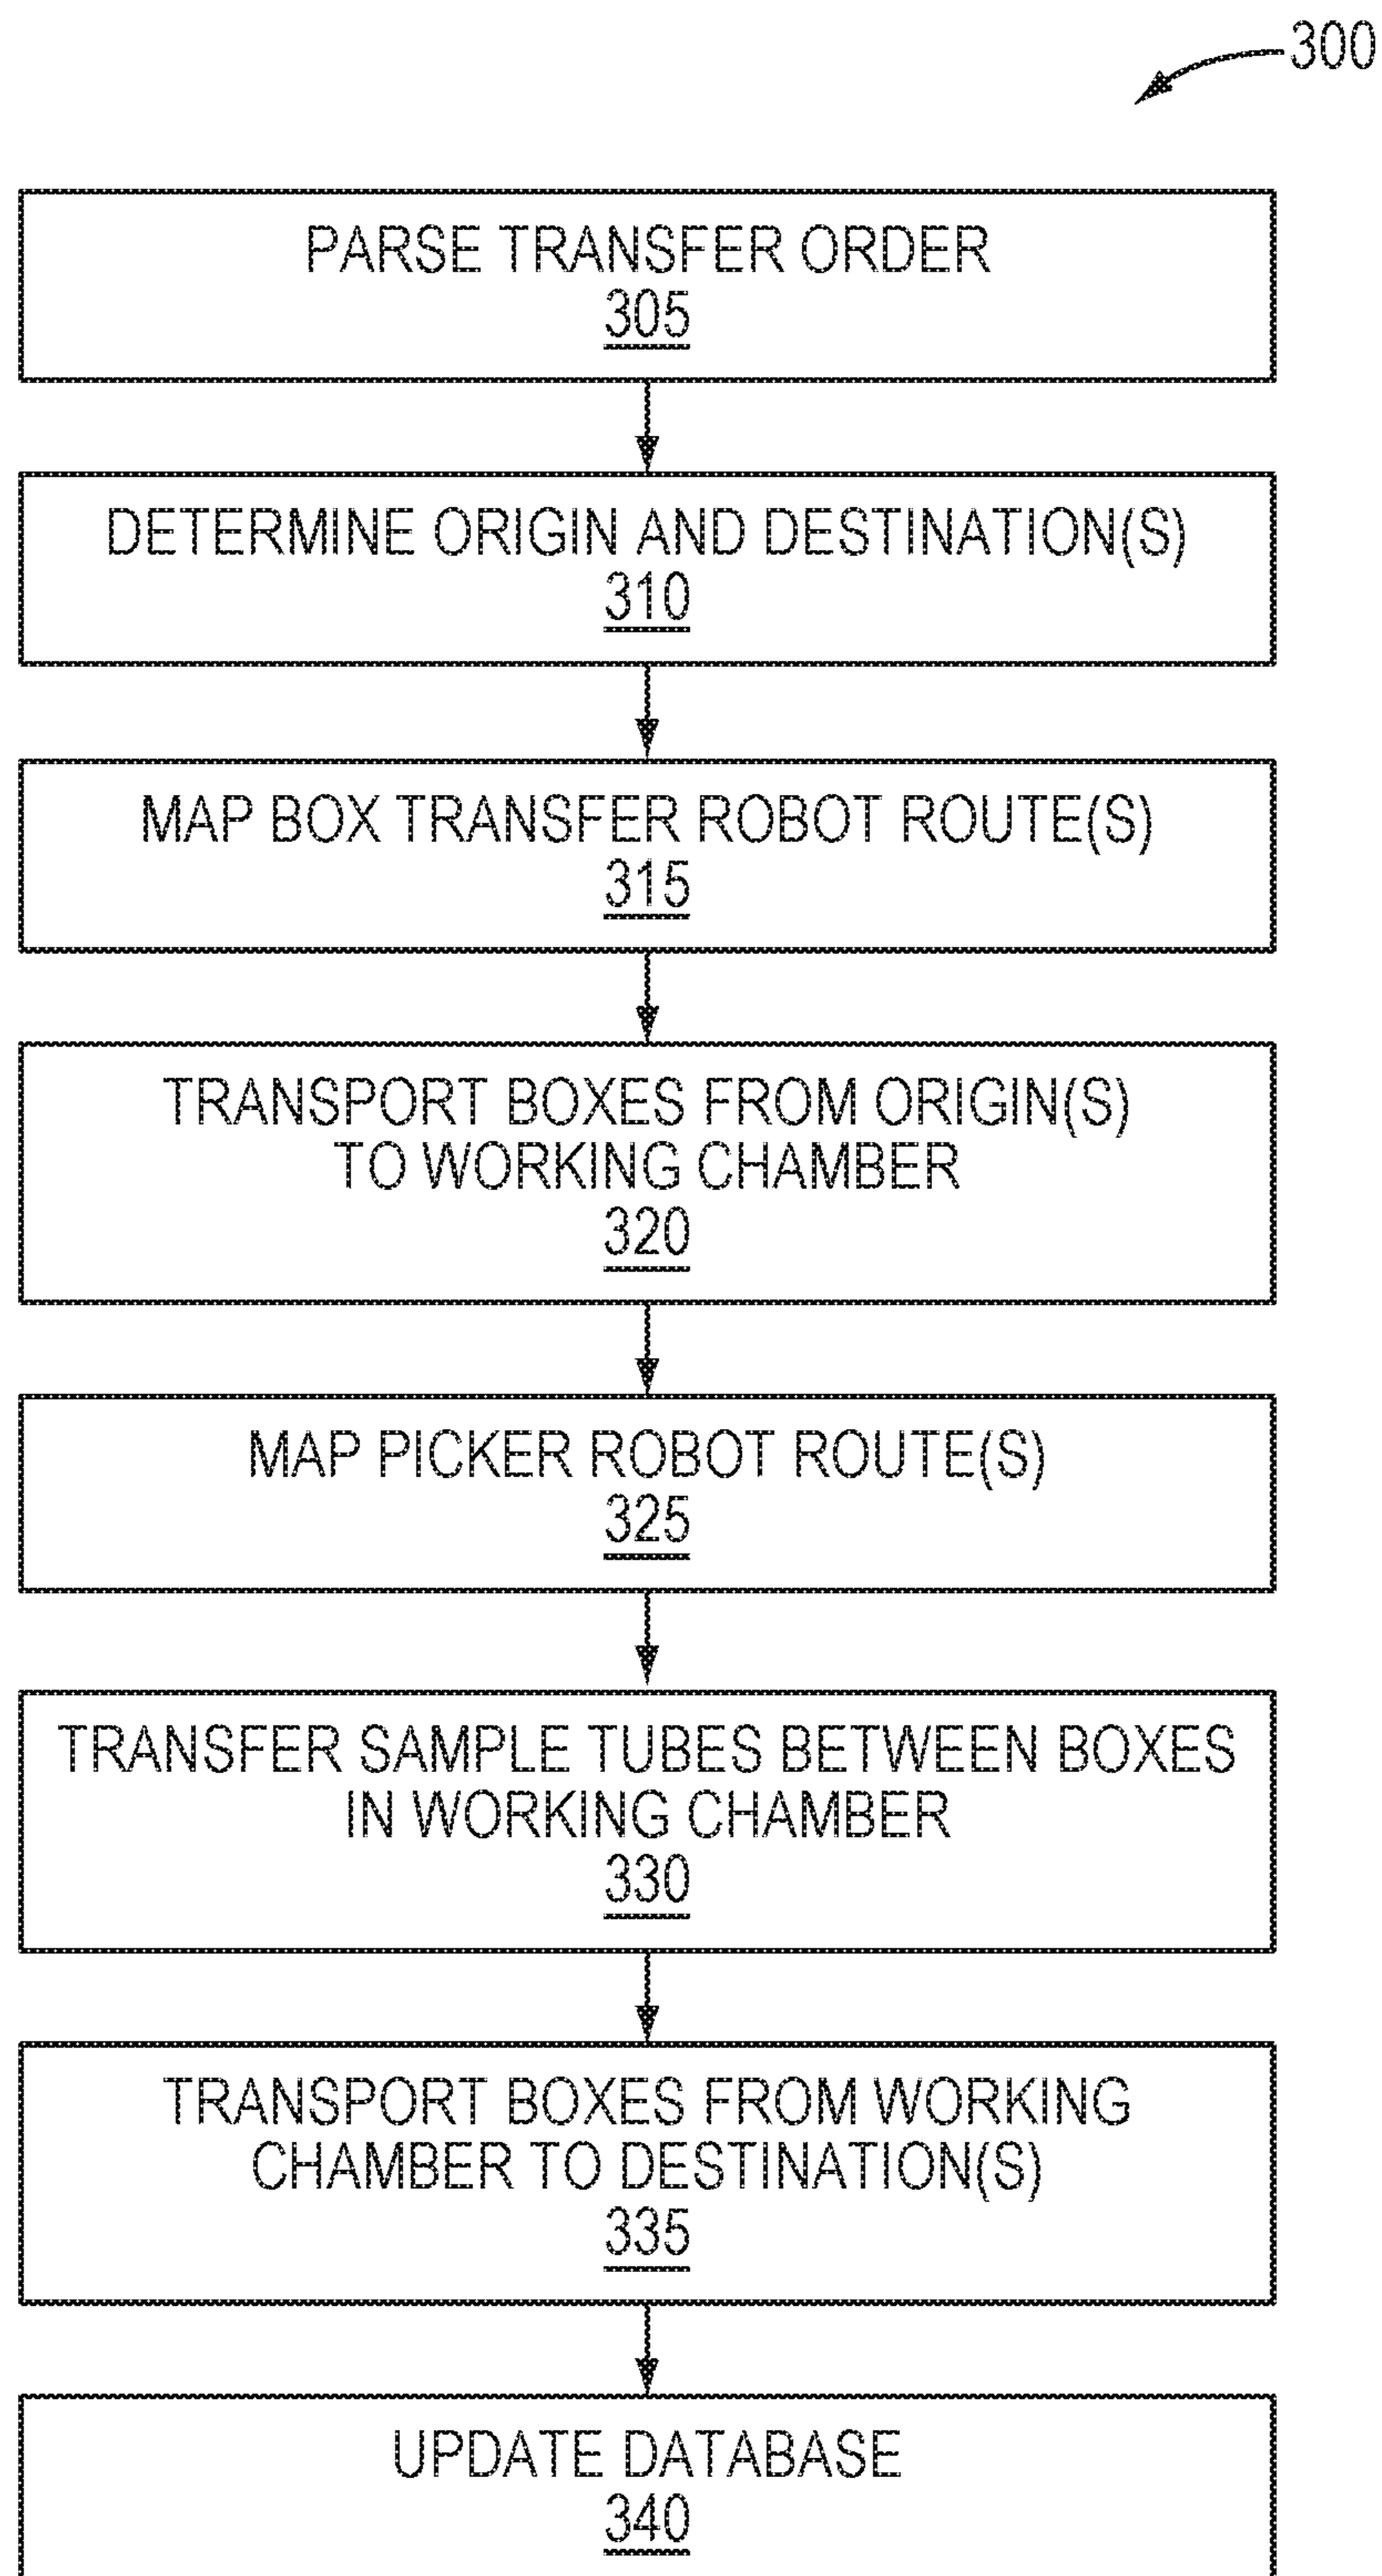 300
PARSE TRANSFER ORDER
305
DETERMINE ORIGIN AND DESTINATION(S)
310
MAP BOX TRANSFER ROBOT ROUTE(S)
315
TRANSPORT BOXES FROM ORIGIN(S)
TO WORKING CHAMBER
320
MAP PICKER ROBOT ROUTE(S)
325
TRANSFER SAMPLE TUBES BETWEEN BOXES
IN WORKING CHAMBER
330
TRANSPORT BOXES FROM WORKING
CHAMBER TO DESTINATION(S)
335
UPDATE DATABASE
340